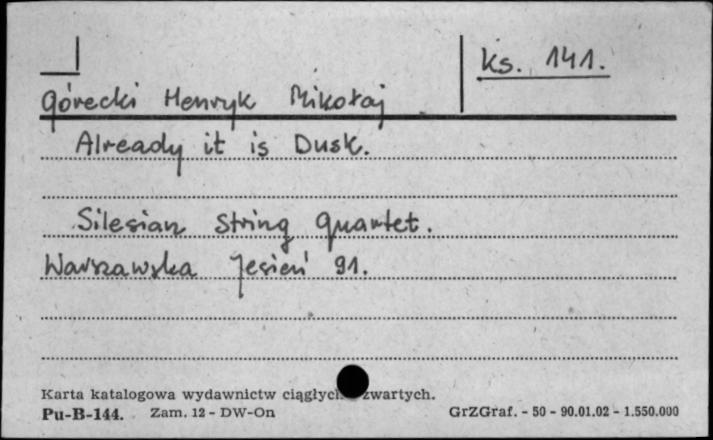 ks. 141.
Górecki Henryk Mikołaj
Already it is Dusk.
Silesian String Quartet.
Warszawska Jesień 91.
Karta katalogowa wydawnictw ciągłych zwartych.
Pu-B-144. Zam. 12 - DW-On GrZGraf. - 50 - 90.01.02 - 1.550.000